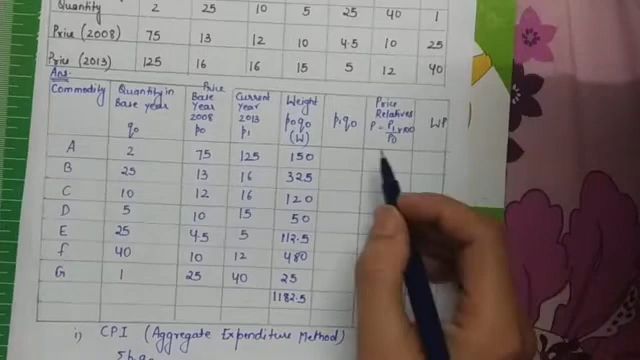 Quantity 2 25 10 5 25 40 1
Price (2008) 75 13 12 10 4.5 10 25
Price (2013) 125 16 16 15 5 12 40
Ans:
Commodity Quantity in Base year q0 Price Base Year 2008 p0 Current Year 2013 p1 Weight p0q0 (W) p1q0 Price Relatives P = P1/P0 x100 WP
A 2 75 125 150
B 25 13 16 325
C 10 12 16 120
D 5 10 15 50
E 25 4.5 5 112.5
F 40 10 12 480
G 1 25 40 25
1182.5
i) CPI (Aggregate Expenditure Method)
Σp1q0